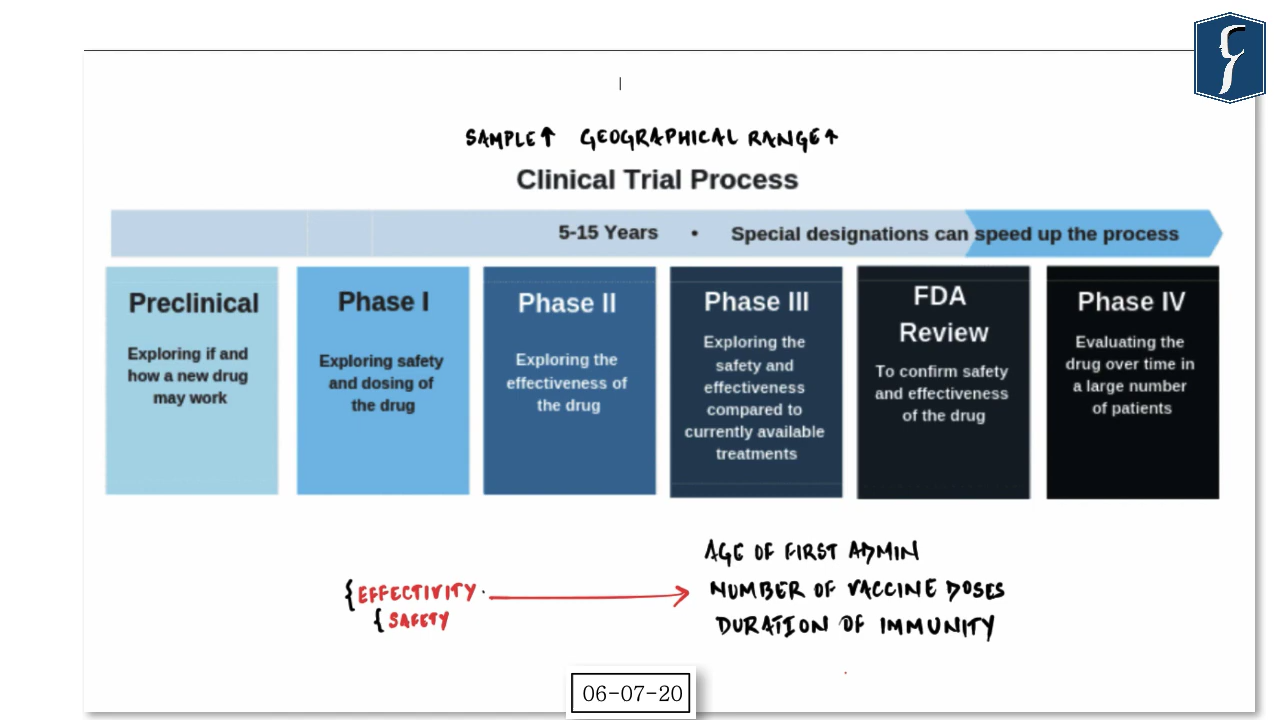 SAMPLE↑ GEOGRAPHICAL RANGE↑
Clinical Trial Process
5-15 Years • Special designations can speed up the process
Preclinical
Exploring if and
how a new drug
may work
Phase I
Exploring safety
and dosing of
the drug
Phase II
Exploring the
effectiveness of
the drug
Phase III
Exploring the
safety and
effectiveness
compared to
currently available
treatments
FDA
Review
To confirm safety
and effectiveness
of the drug
Phase IV
Evaluating the
drug over time in
a large number
of patients
{EFFECTIVITY
{SAFETY
AGE OF FIRST ADMIN
NUMBER OF VACCINE DOSES
DURATION OF IMMUNITY
06-07-20